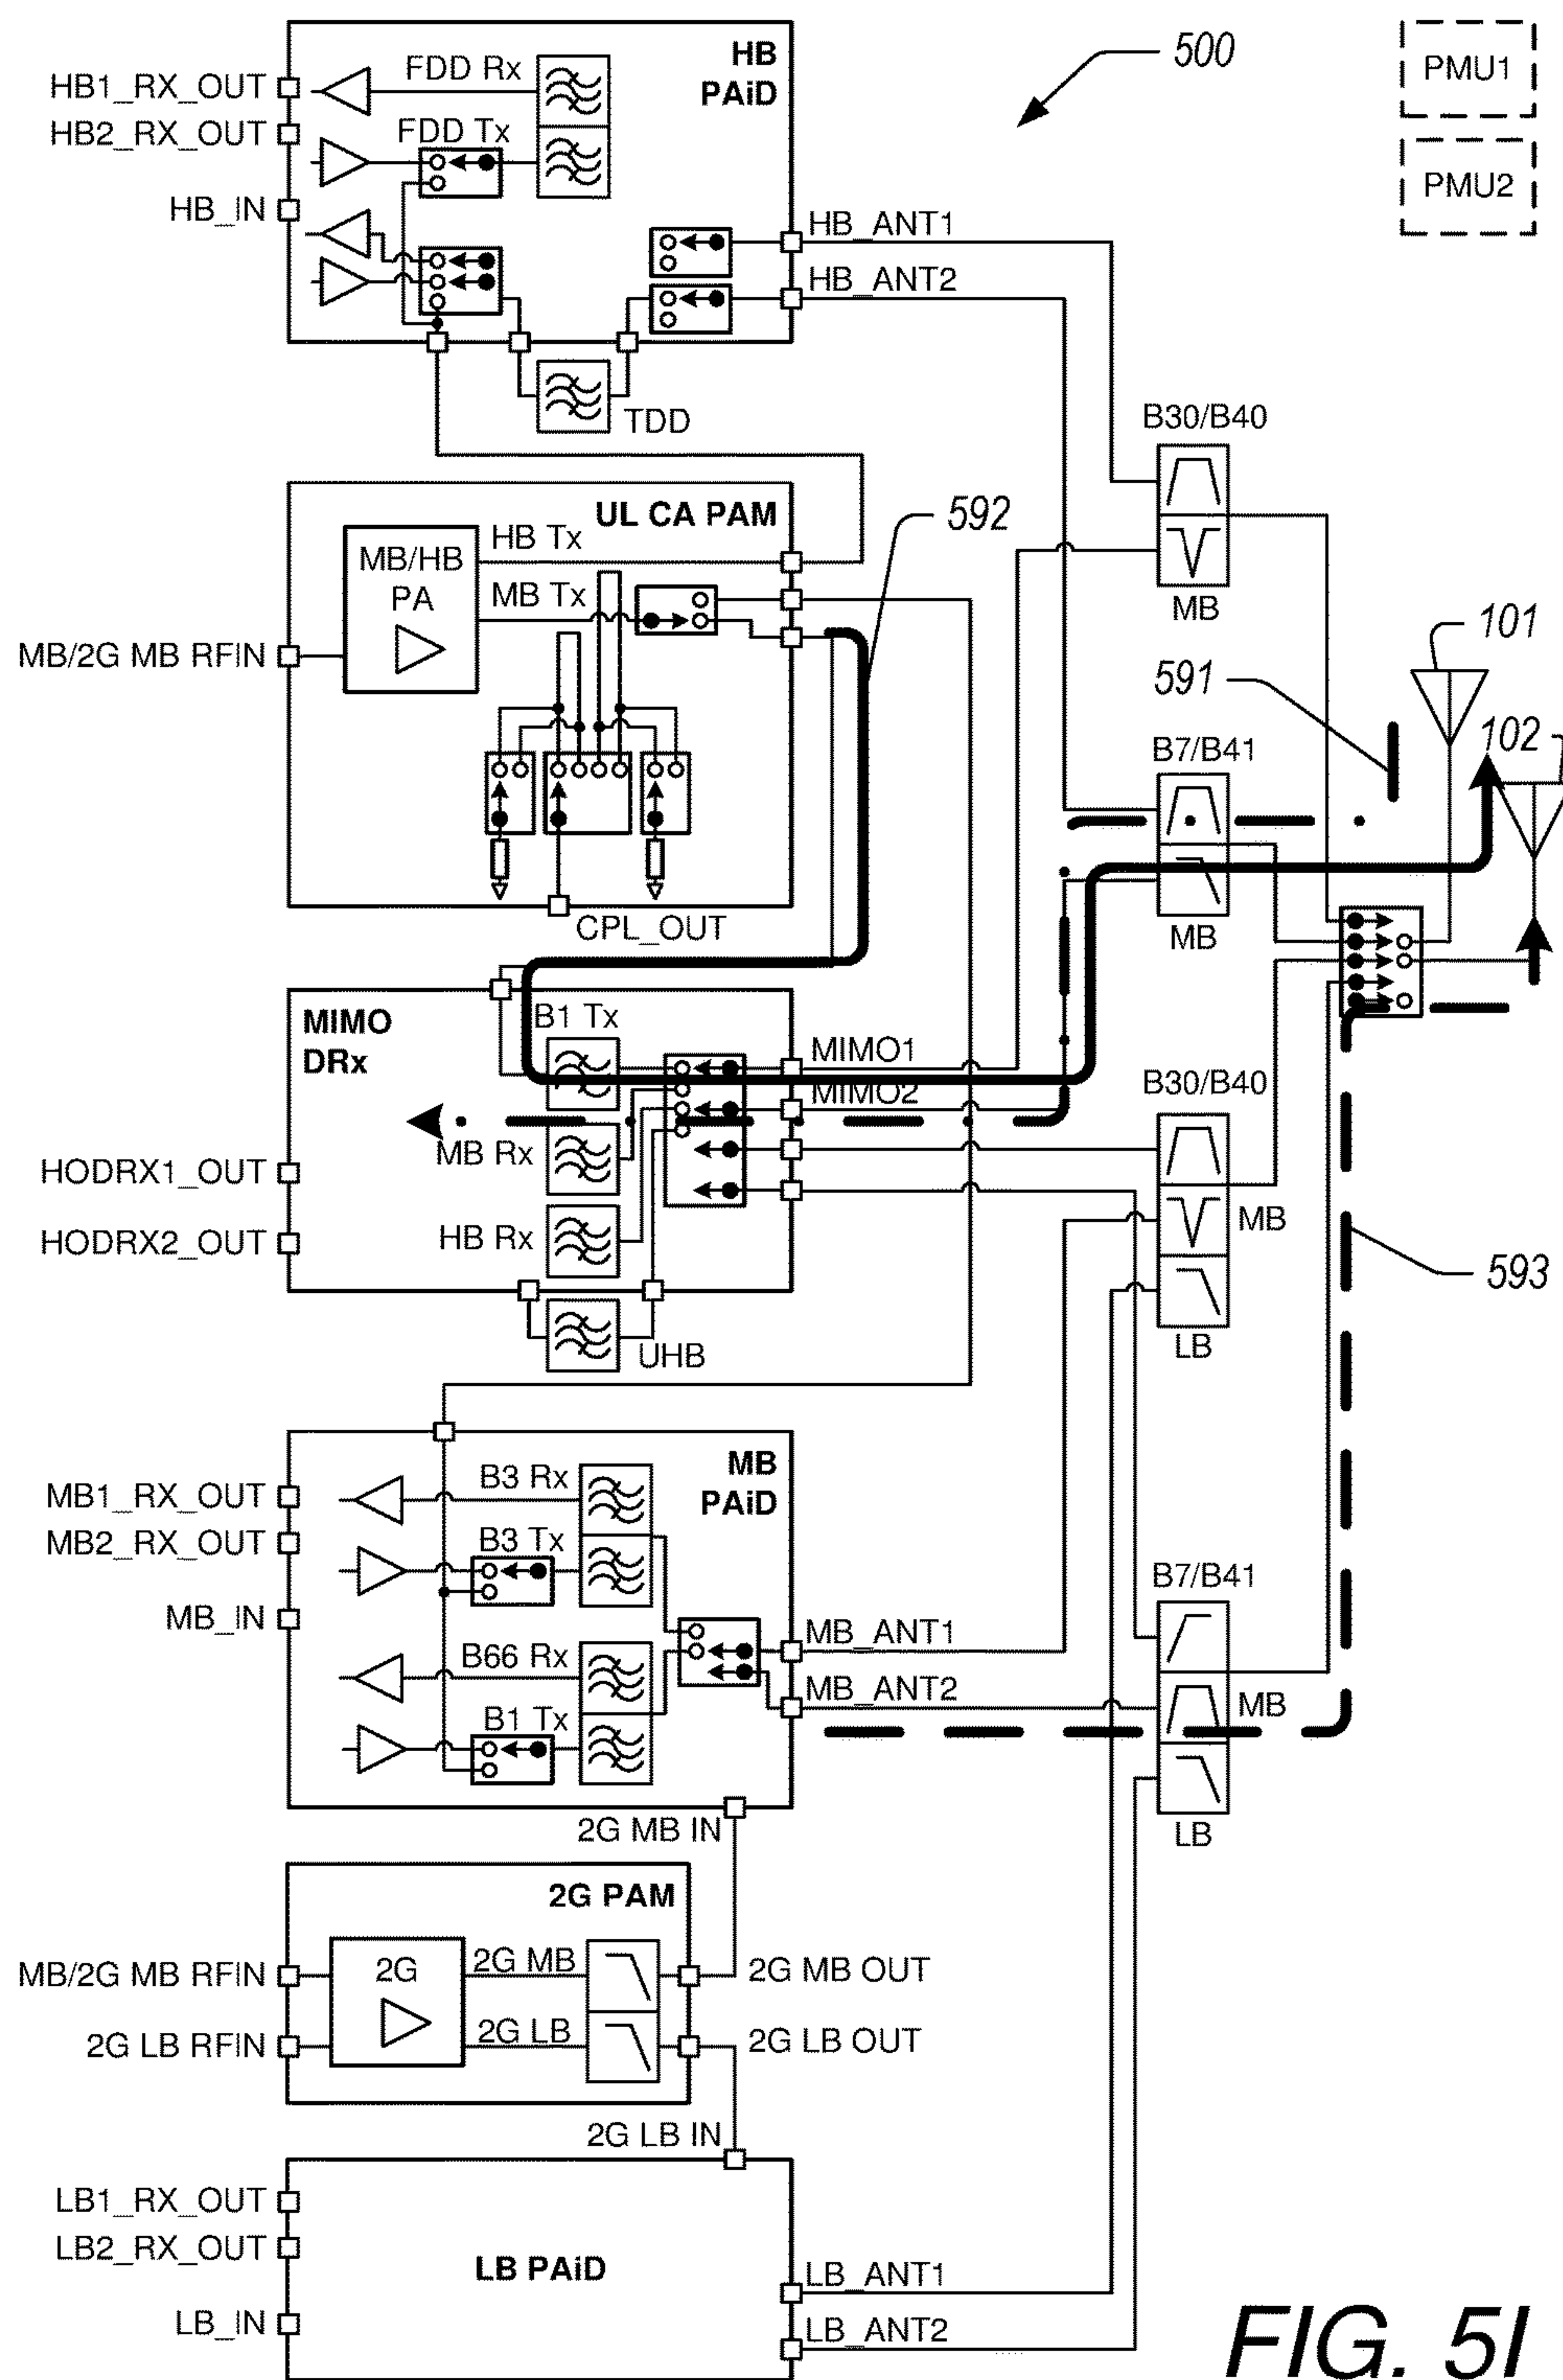 HB
PAiD
FDD Rx
HB1_RX_OUT
HB2_RX_OUT
FDD Tx
HB_IN
HB_ANT1
HB_ANT2
TDD
500
PMU1
PMU2
B30/B40
MB
UL CA PAM
592
HB Tx
MB/HB
PA
MB Tx
MB/2G MB RFIN
CPL_OUT
101
591
102
B7/B41
MB
MIMO
DRx
B1 Tx
MIMO1
MIMO2
MB Rx
HODRX1_OUT
HB Rx
HODRX2_OUT
UHB
B30/B40
MB
LB
593
MB
PAiD
B3 Rx
MB1_RX_OUT
MB2_RX_OUT
B3 Tx
MB_IN
B66 Rx
B1 Tx
MB_ANT1
MB_ANT2
B7/B41
MB
LB
2G MB IN
2G PAM
MB/2G MB RFIN
2G
2G MB
2G MB OUT
2G LB RFIN
2G LB
2G LB OUT
2G LB IN
LB1_RX_OUT
LB2_RX_OUT
LB PAiD
LB_IN
LB_ANT1
LB_ANT2
FIG. 5I